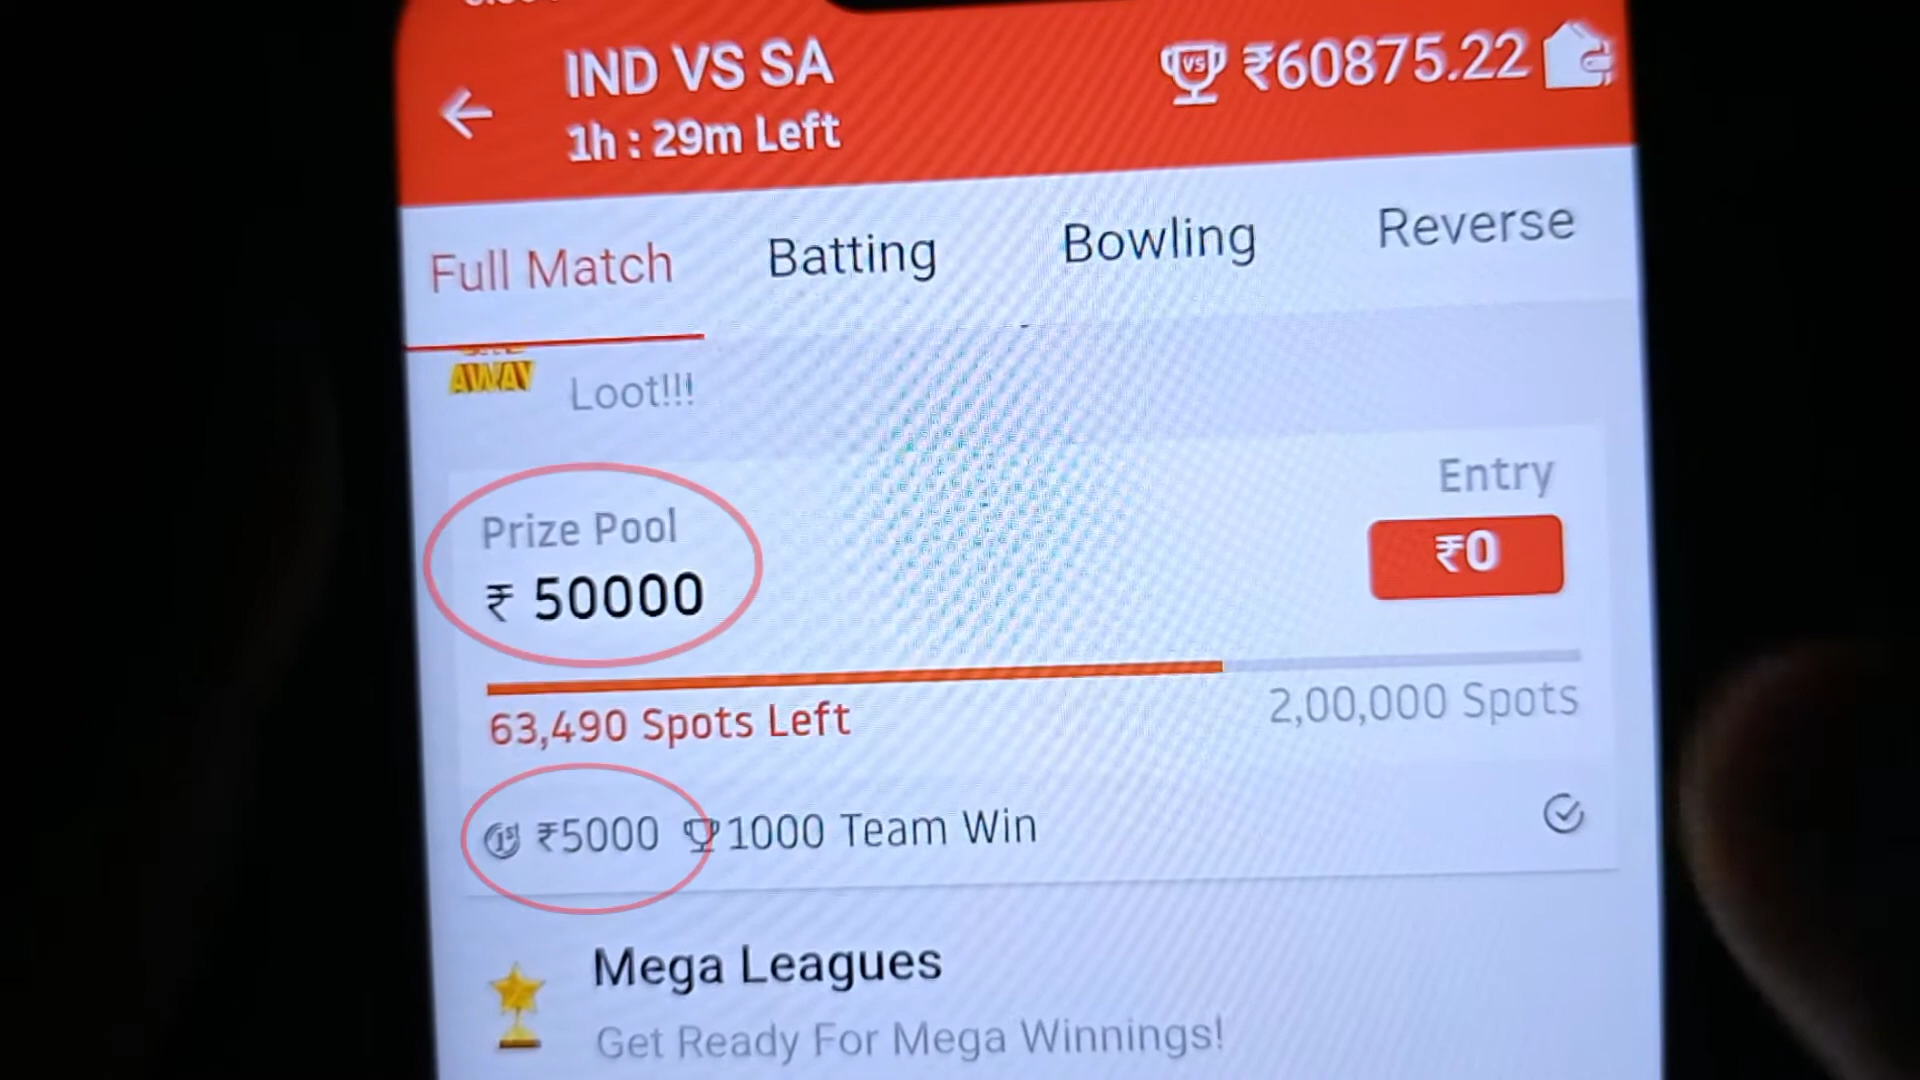 IND VS SA
₹60875.22
1h : 29m Left
Full Match
Batting
Bowling
Reverse
AWAY
Loot!!!
Prize Pool
₹ 50000
Entry
₹0
63,490 Spots Left
2,00,000 Spots
1st ₹5000
1000 Team Win
Mega Leagues
Get Ready For Mega Winnings!